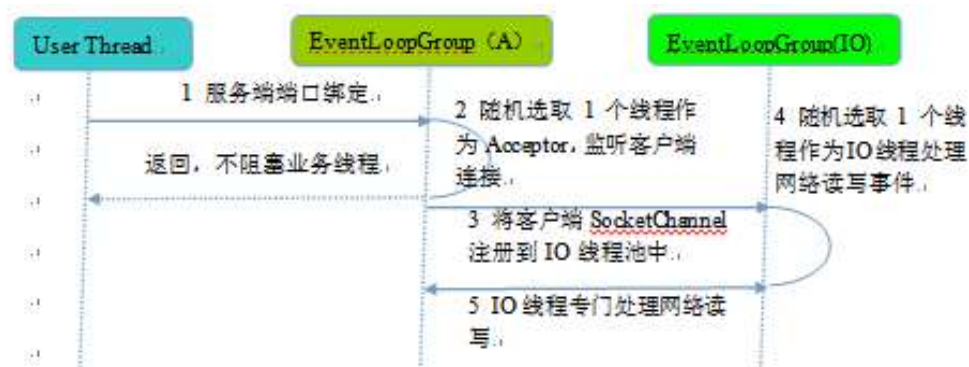 User Thread
EventLoopGroup（A）
EventLoopGroup(IO)
1 服务端端口绑定
返回，不阻塞业务线程
2 随机选取 1 个线程作
为 Acceptor，监听客户端
连接
3 将客户端 SocketChannel
注册到 IO 线程池中
4 随机选取 1 个线
程作为IO线程处理
网络读写事件
5 IO 线程专门处理网络读
写